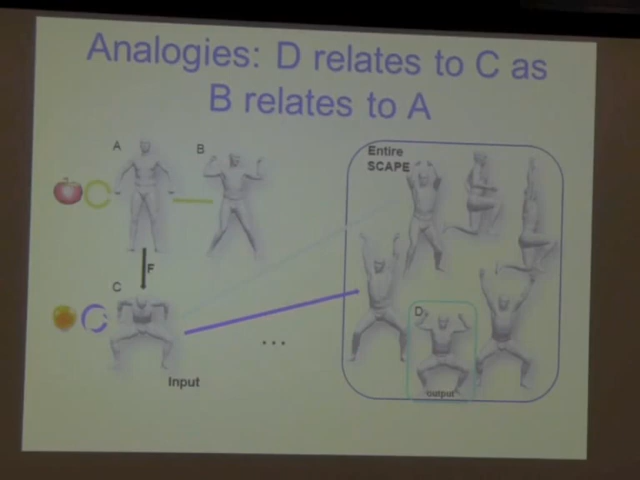 Analogies: D relates to C as
B relates to A
A
B
Entire
SCAPE
F
C
D
...
Input
output